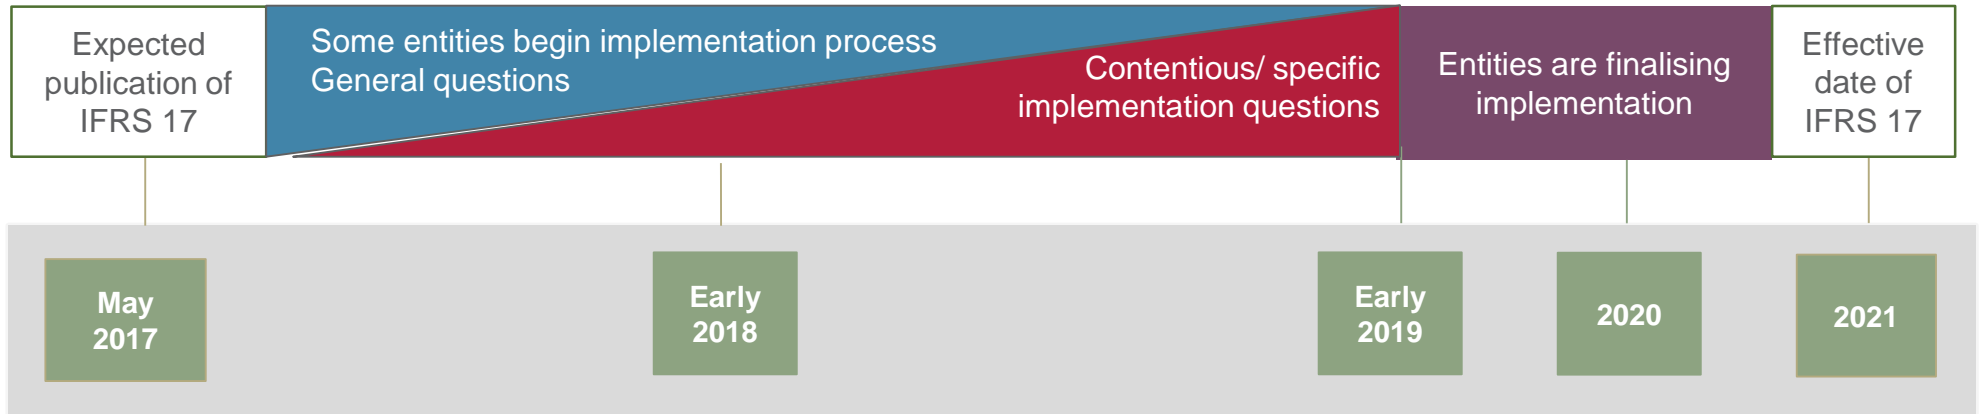 Expected
publication of
IFRS 17
Some entities begin implementation process
General questions
Contentious/ specific
implementation questions
Entities are finalising
implementation
Effective
date of
IFRS 17
May
2017
Early
2018
Early
2019
2020
2021